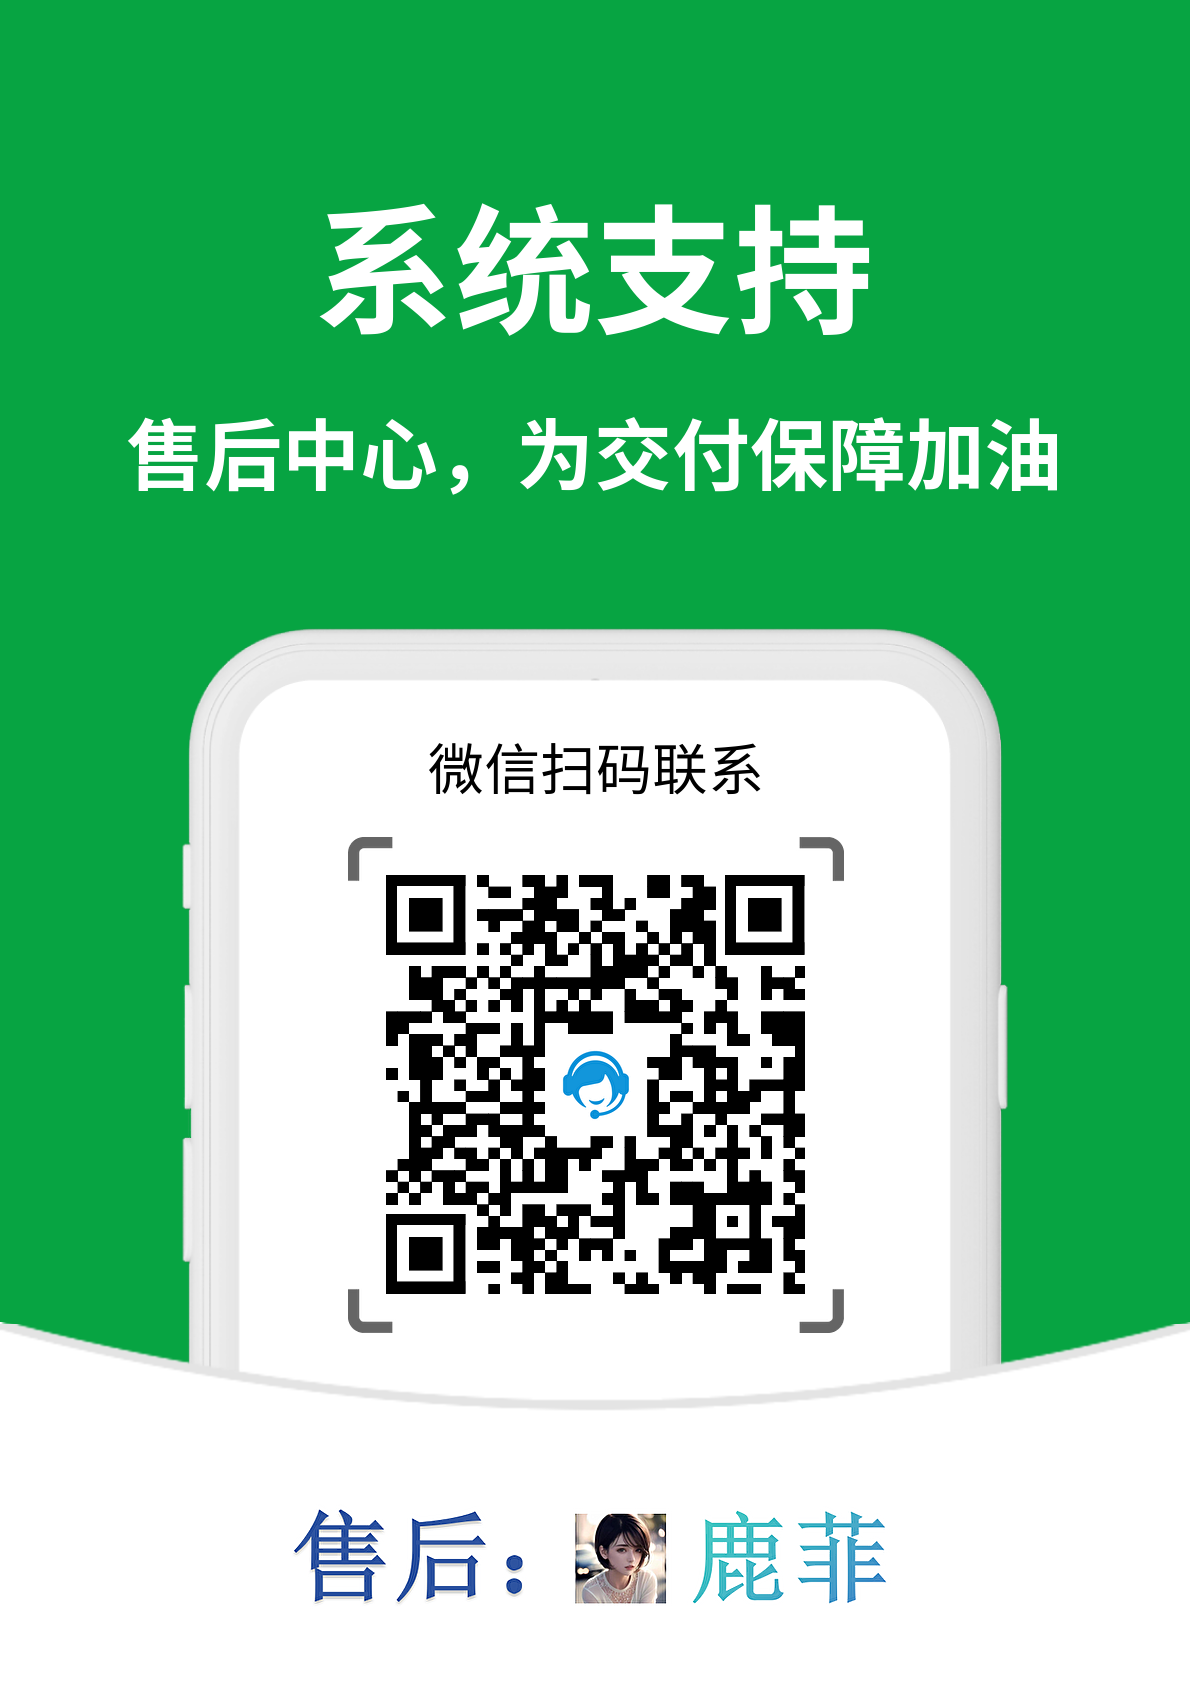 系统支持
售后中心，为交付保障加油
微信扫码联系
售后：鹿菲